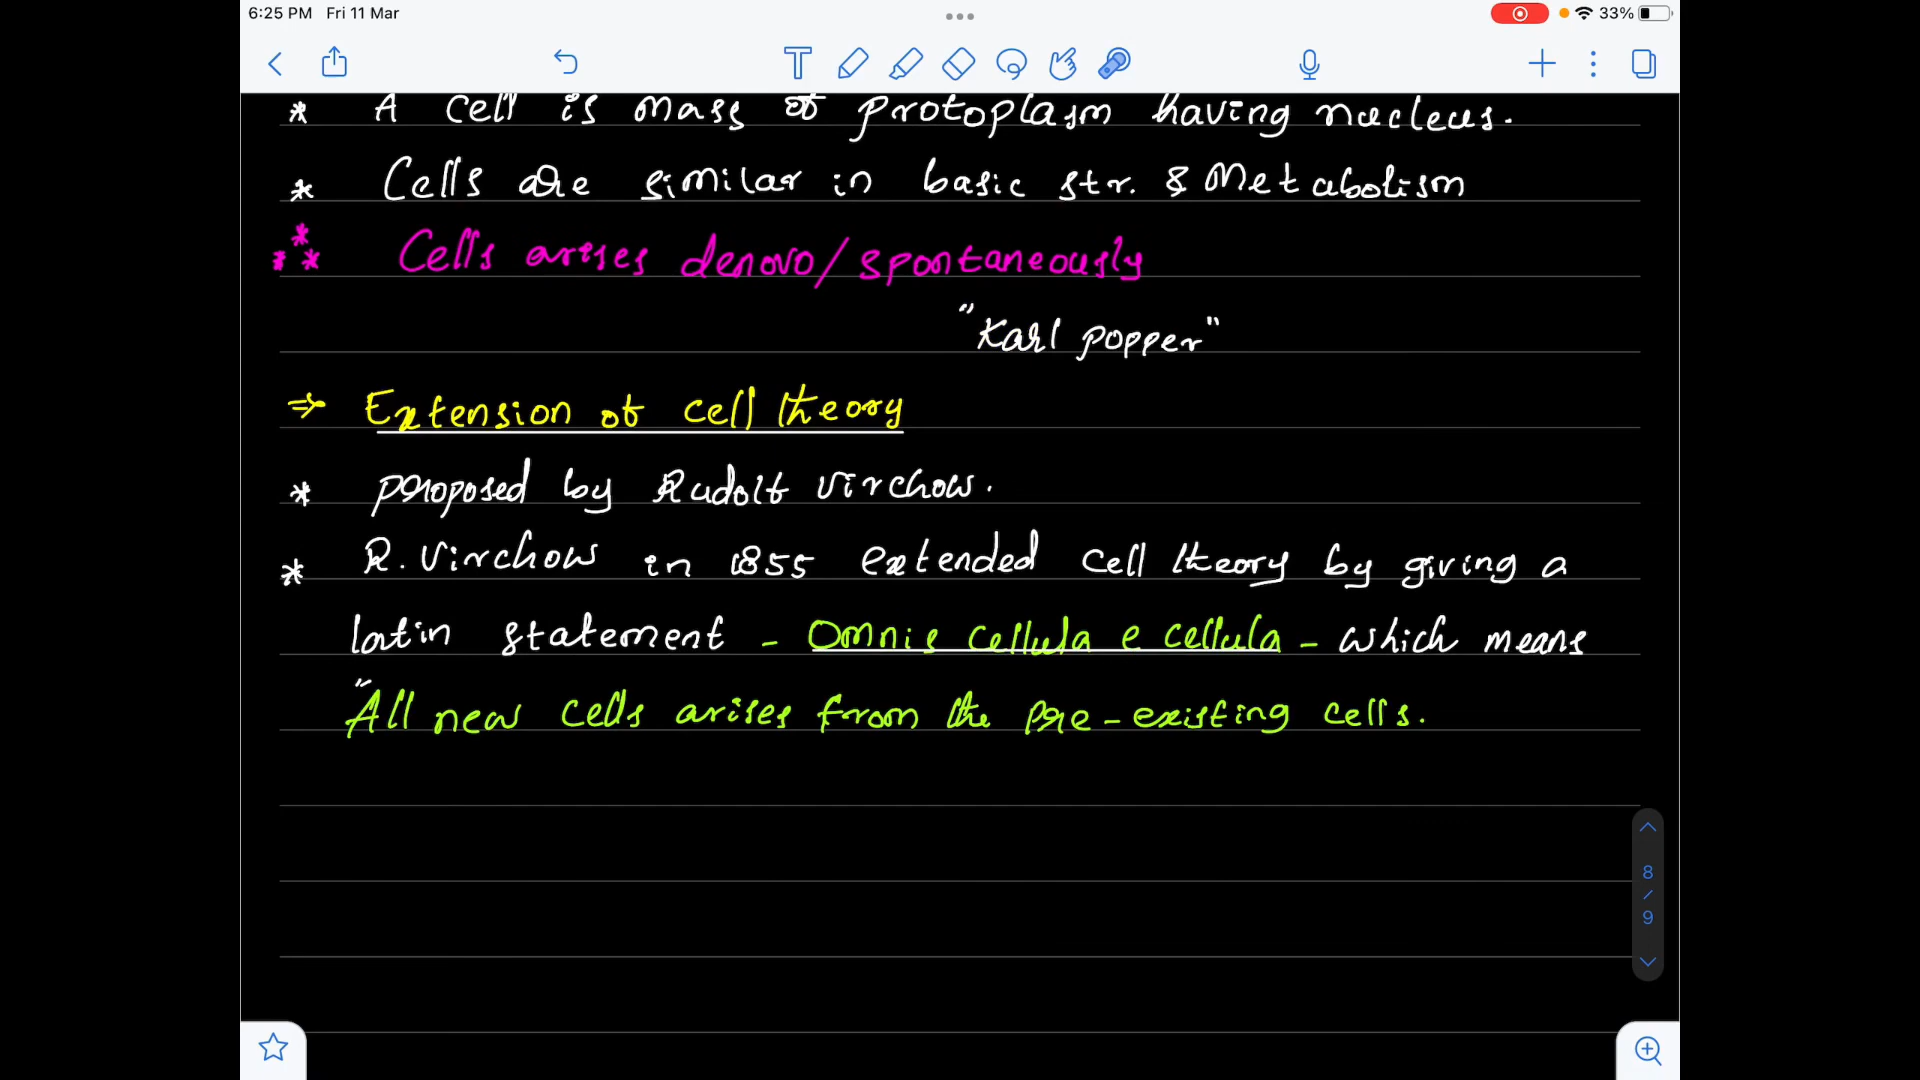 6:25 PM Fri 11 Mar
33%
* A cell is mass of protoplasm having nucleus.
* Cells are similar in basic str. & Metabolism
*** Cells arises denovo/spontaneously
"Karl popper"
⇒ Extension of cell theory
* proposed by Rudolf Virchow.
* R. Virchow in 1855 extended cell theory by giving a
latin statement - Omnis cellula e cellula - which means
"All new cells arises from the pre-existing cells.
8
/
9